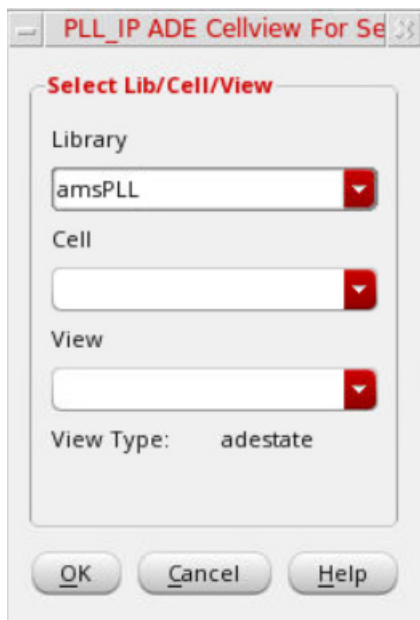 PLL_IP ADE Cellview For Se
Select Lib/Cell/View
Library
amsPLL
Cell
View
View Type: adestate
OK Cancel Help